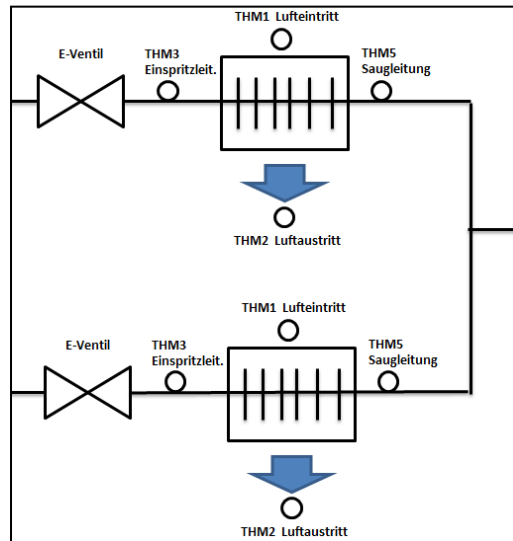 THM1 Lufteintritt
E-Ventil
THM3
Einspritzleit.
THM5
Saugleitung
THM2 Luftaustritt
THM1 Lufteintritt
E-Ventil
THM3
Einspritzleit.
THM5
Saugleitung
THM2 Luftaustritt